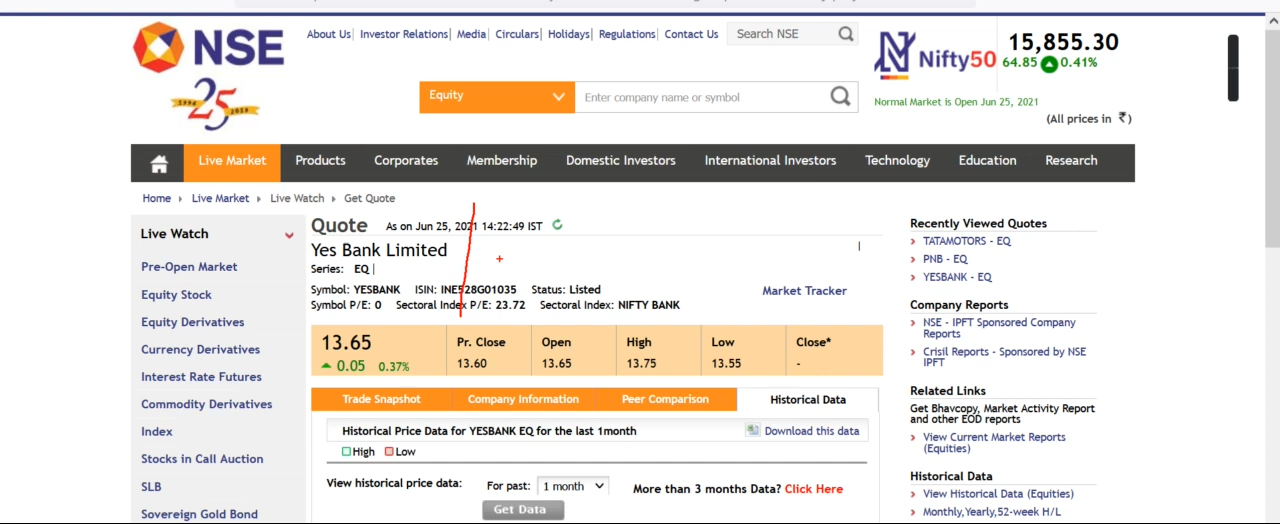 NSE
1994 25 2019
About Us| Investor Relations| Media| Circulars| Holidays| Regulations| Contact Us
Search NSE
Nifty50
15,855.30
64.85 0.41%
Normal Market is Open Jun 25, 2021
(All prices in ₹)
Equity
Enter company name or symbol
Live Market Products Corporates Membership Domestic Investors International Investors Technology Education Research
Home Live Market Live Watch Get Quote
Live Watch
Pre-Open Market
Equity Stock
Equity Derivatives
Currency Derivatives
Interest Rate Futures
Commodity Derivatives
Index
Stocks in Call Auction
SLB
Sovereign Gold Bond
Quote As on Jun 25, 2021 14:22:49 IST
Yes Bank Limited |
Series: EQ |
Symbol: YESBANK ISIN: INE528G01035 Status: Listed
Market Tracker
Symbol P/E: 0 Sectoral Index P/E: 23.72 Sectoral Index: NIFTY BANK
13.65 Pr. Close Open High Low Close*
0.05 0.37% 13.60 13.65 13.75 13.55 -
Trade Snapshot Company Information Peer Comparison Historical Data
Historical Price Data for YESBANK EQ for the last 1month Download this data
High Low
View historical price data: For past: 1 month More than 3 months Data? Click Here
Get Data
Recently Viewed Quotes
TATAMOTORS - EQ
PNB - EQ
YESBANK - EQ
Company Reports
NSE - IPFT Sponsored Company
Reports
Crisil Reports - Sponsored by NSE
IPFT
Related Links
Get Bhavcopy, Market Activity Report
and other EOD reports
View Current Market Reports
(Equities)
Historical Data
View Historical Data (Equities)
Monthly,Yearly,52-week H/L